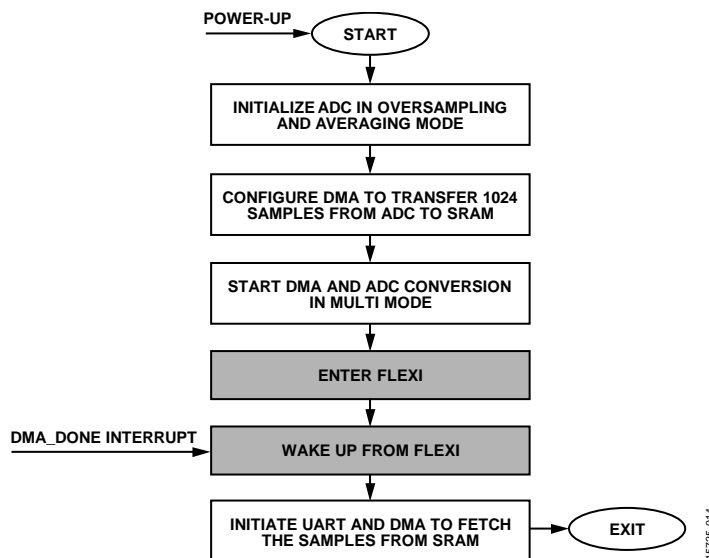 POWER-UP
START
INITIALIZE ADC IN OVERSAMPLING
AND AVERAGING MODE
CONFIGURE DMA TO TRANSFER 1024
SAMPLES FROM ADC TO SRAM
START DMA AND ADC CONVERSION
IN MULTI MODE
ENTER FLEXI
DMA_DONE INTERRUPT
WAKE UP FROM FLEXI
INITIATE UART AND DMA TO FETCH
THE SAMPLES FROM SRAM
EXIT